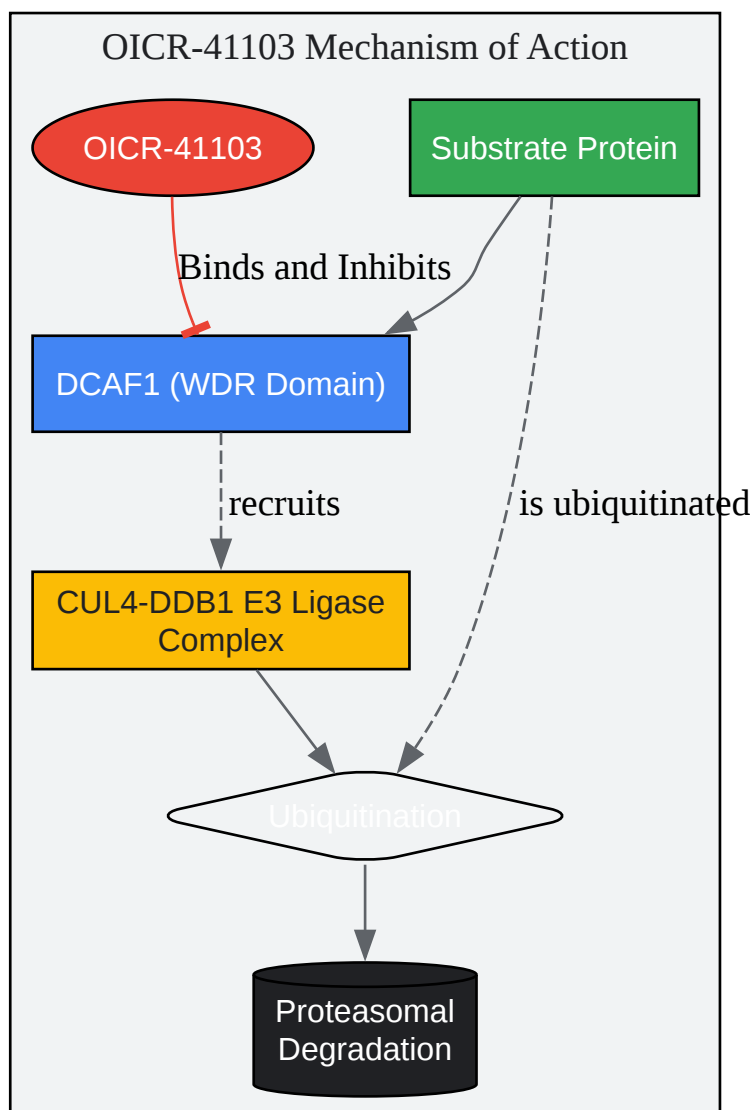 OICR-41103 Mechanism of Action
OICR-41103
Substrate Protein
Binds and Inhibits
DCAF1 (WDR Domain)
recruits
is ubiquitinated
CUL4-DDB1 E3 Ligase
Complex
Ubiquitination
Proteasomal
Degradation